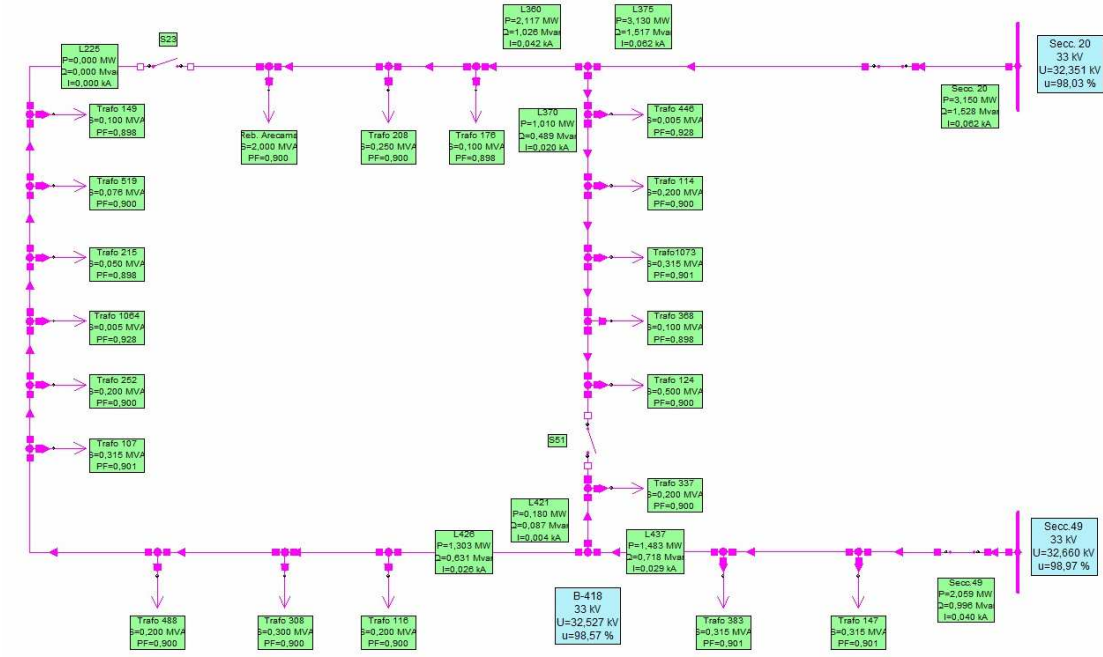 L360
P=2,117 MW
Q=1,026 Mvar
I=0,042 kA
L375
P=3,130 MW
Q=1,517 Mvar
I=0,062 kA
S23
L225
P=0,000 MW
Q=0,000 Mvar
I=0,000 kA
Secc. 20
33 kV
U=32,351 kV
u=98,03 %
Secc. 20
P=3,150 MW
Q=1,528 Mvar
I=0,062 kA
Trafo 149
S=0,100 MVA
PF=0,898
Reb. Arecama
S=2,000 MVA
PF=0,900
Trafo 208
S=0,250 MVA
PF=0,900
Trafo 176
S=0,100 MVA
PF=0,898
L370
P=1,010 MW
Q=0,489 Mvar
I=0,020 kA
Trafo 446
S=0,005 MVA
PF=0,928
Trafo 519
S=0,076 MVA
PF=0,900
Trafo 114
S=0,200 MVA
PF=0,900
Trafo 215
S=0,050 MVA
PF=0,898
Trafo1073
S=0,315 MVA
PF=0,901
Trafo 1064
S=0,005 MVA
PF=0,928
Trafo 368
S=0,100 MVA
PF=0,898
Trafo 252
S=0,200 MVA
PF=0,900
Trafo 124
S=0,500 MVA
PF=0,900
Trafo 107
S=0,315 MVA
PF=0,901
S51
Trafo 337
S=0,200 MVA
PF=0,900
L421
P=0,180 MW
Q=0,087 Mvar
I=0,004 kA
L426
P=1,303 MW
Q=0,631 Mvar
I=0,026 kA
L437
P=1,483 MW
Q=0,718 Mvar
I=0,029 kA
Secc.49
33 kV
U=32,660 kV
u=98,97 %
Secc.49
P=2,059 MW
Q=0,996 Mvar
I=0,040 kA
B-418
33 kV
U=32,527 kV
u=98,57 %
Trafo 488
S=0,200 MVA
PF=0,900
Trafo 308
S=0,300 MVA
PF=0,900
Trafo 116
S=0,200 MVA
PF=0,900
Trafo 383
S=0,315 MVA
PF=0,901
Trafo 147
S=0,315 MVA
PF=0,901